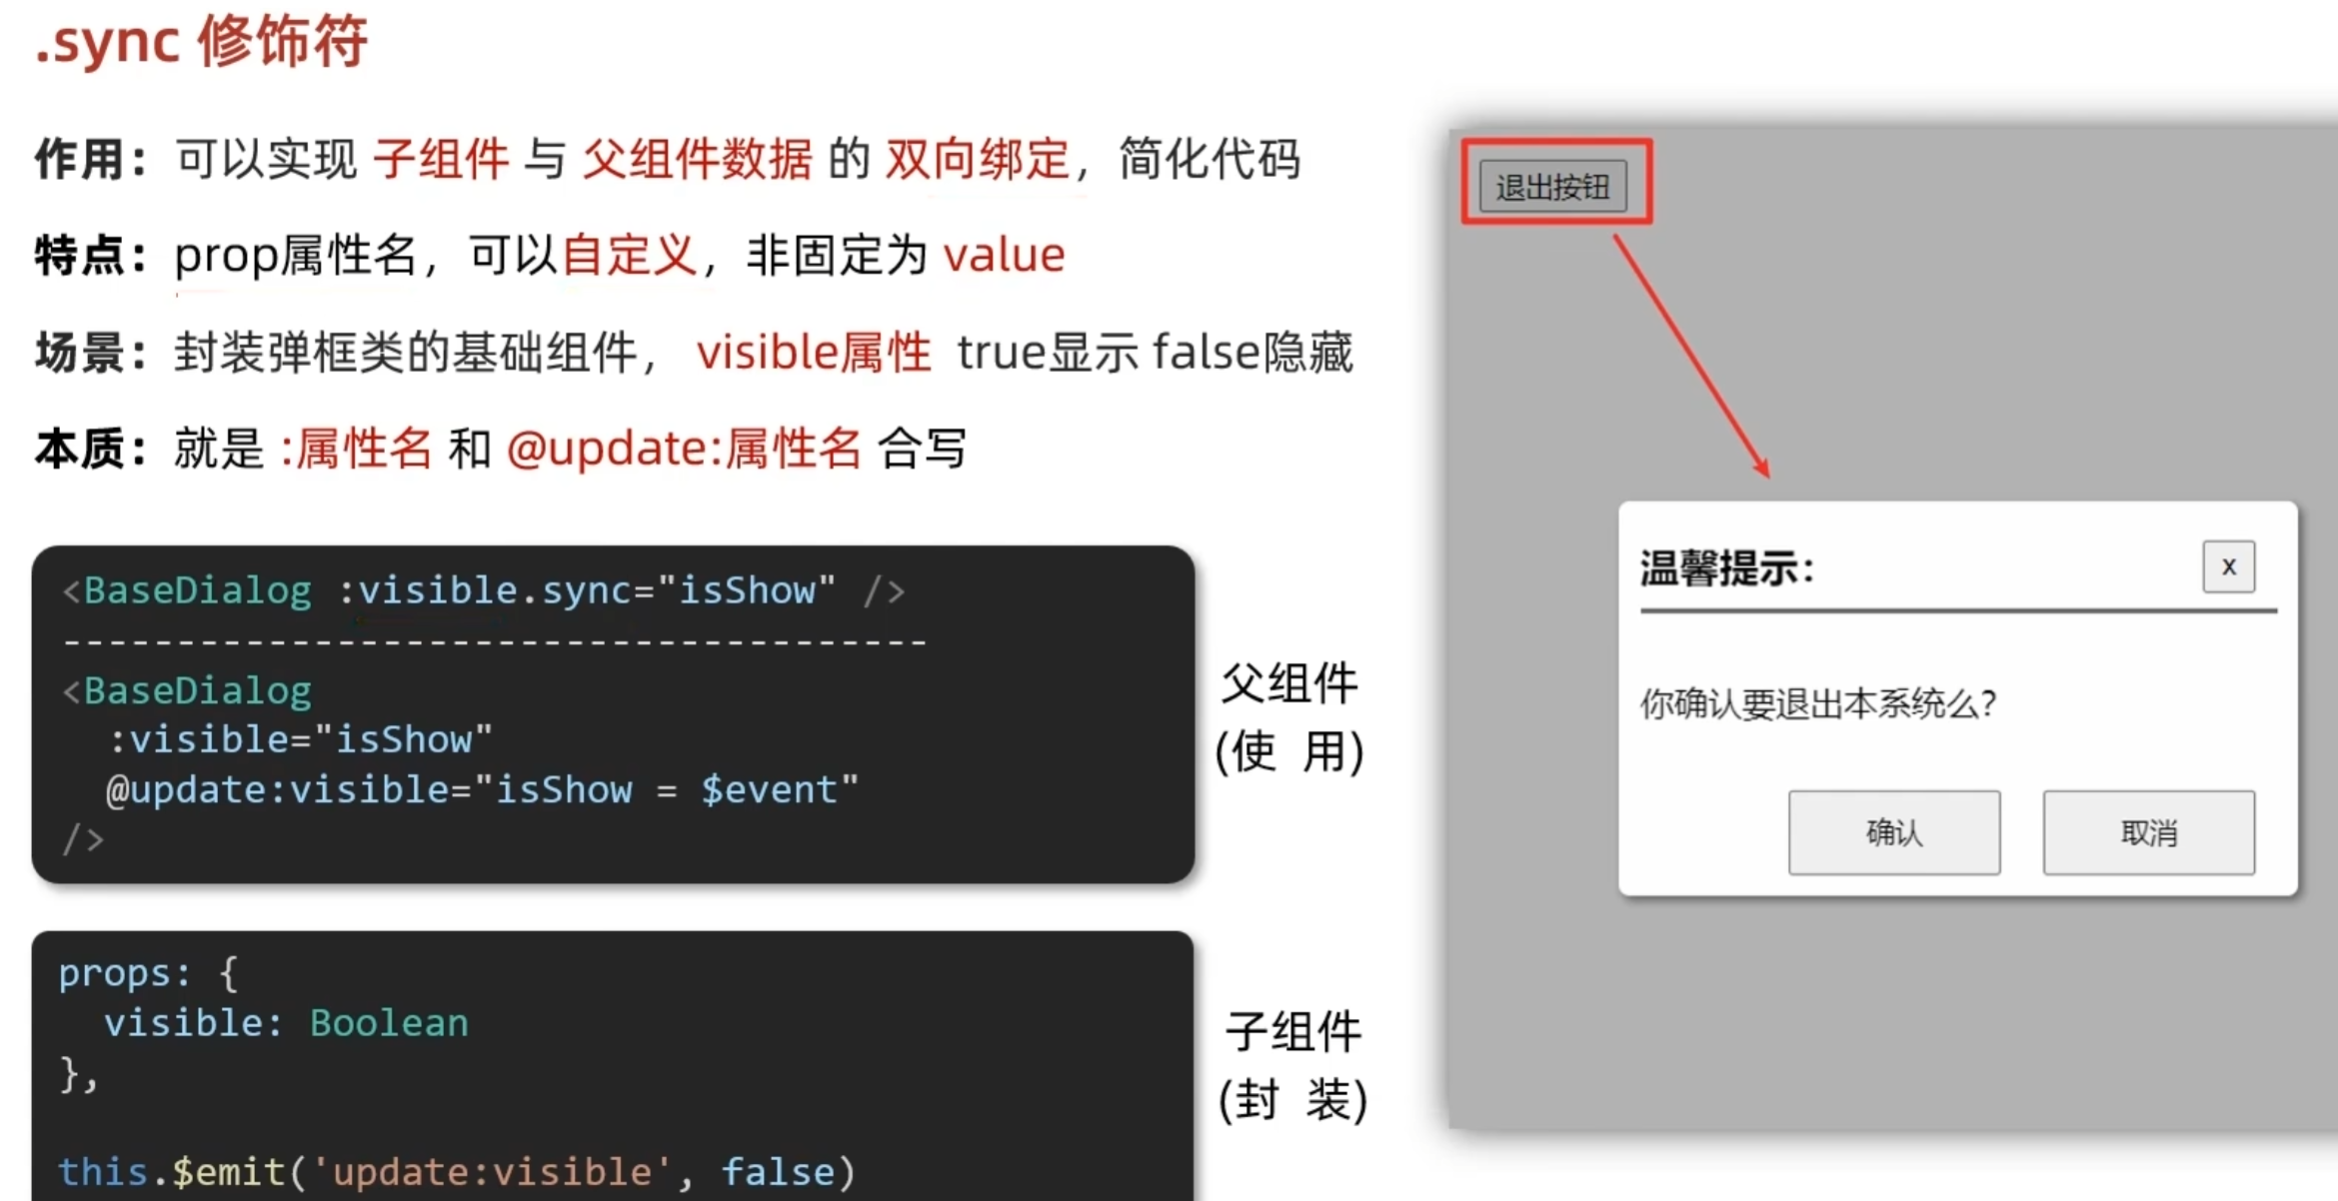 .sync 修饰符
作用：可以实现 子组件 与 父组件数据 的 双向绑定，简化代码
特点：prop属性名，可以自定义，非固定为 value
场景：封装弹框类的基础组件， visible属性 true显示 false隐藏
本质：就是 :属性名 和 @update:属性名 合写
<BaseDialog :visible.sync="isShow" />
--------------------------------------
<BaseDialog
  :visible="isShow"
  @update:visible="isShow = $event"
/>
父组件
(使 用)
props: {
  visible: Boolean
},
this.$emit('update:visible', false)
子组件
(封 装)
退出按钮
温馨提示：
x
你确认要退出本系统么？
确认
取消